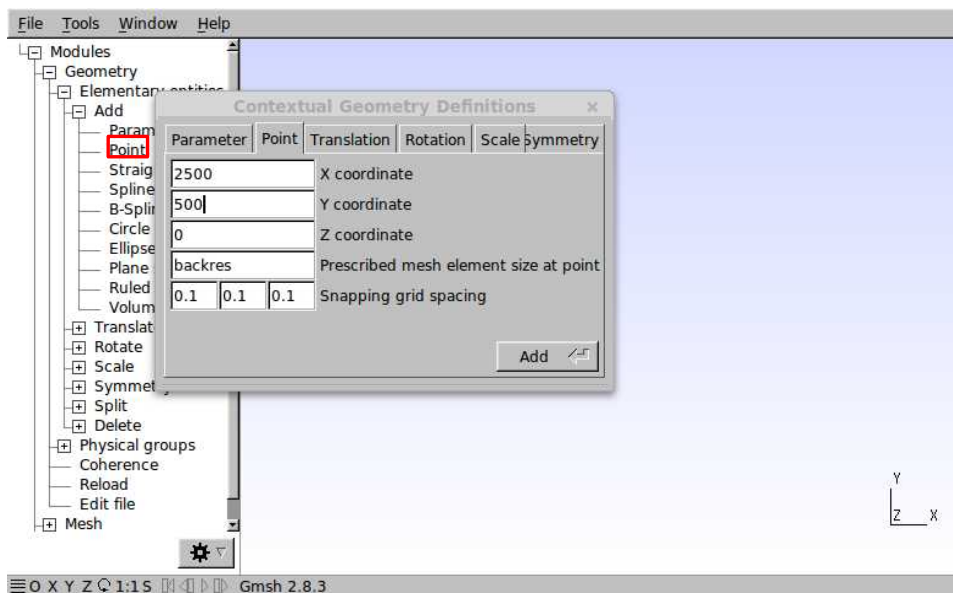 File Tools Window Help
Modules
Geometry
Elementary entities
Add
Param
Point
Straig
Spline
B-Splin
Circle
Ellipse
Plane
Ruled
Volum
Translat
Rotate
Scale
Symmet
Split
Delete
Physical groups
Coherence
Reload
Edit file
Mesh
Contextual Geometry Definitions
Parameter Point Translation Rotation Scale Symmetry
2500 X coordinate
500 Y coordinate
0 Z coordinate
backres Prescribed mesh element size at point
0.1 0.1 0.1 Snapping grid spacing
Add
Y
Z X
O X Y Z 1:1 S Gmsh 2.8.3